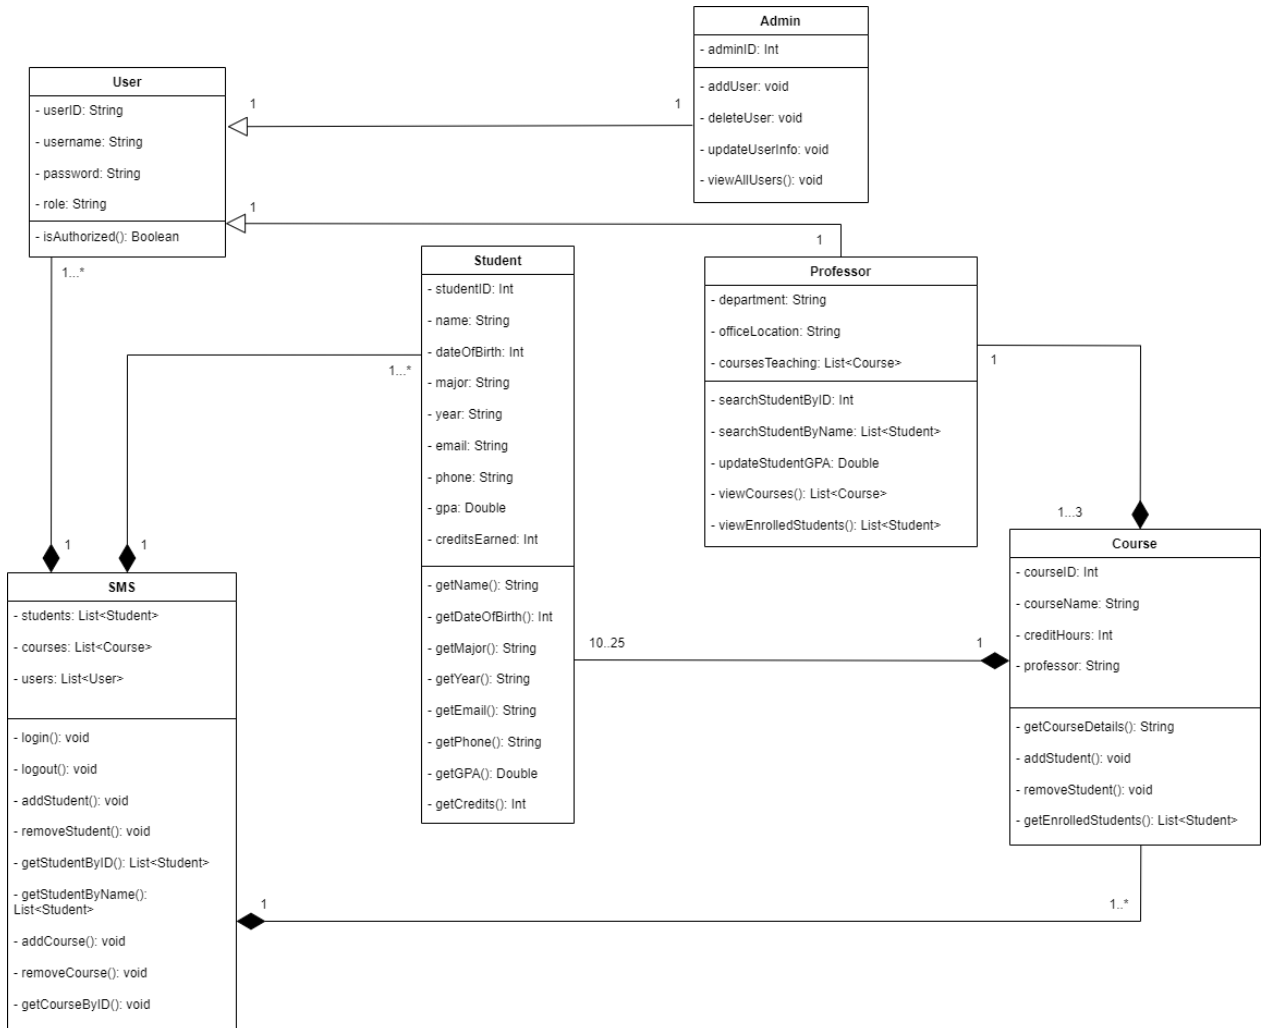 Admin
- adminID: Int
- addUser: void
- deleteUser: void
- updateUserInfo: void
- viewAllUsers(): void
User
- userID: String
- username: String
- password: String
- role: String
- isAuthorized(): Boolean
1
1
1
1
1...*
Student
- studentID: Int
- name: String
- dateOfBirth: Int
- major: String
- year: String
- email: String
- phone: String
- gpa: Double
- creditsEarned: Int
- getName(): String
- getDateOfBirth(): Int
- getMajor(): String
- getYear(): String
- getEmail(): String
- getPhone(): String
- getGPA(): Double
- getCredits(): Int
Professor
- department: String
- officeLocation: String
- coursesTeaching: List<Course>
- searchStudentByID: Int
- searchStudentByName: List<Student>
- updateStudentGPA: Double
- viewCourses(): List<Course>
- viewEnrolledStudents(): List<Student>
1
1...*
1...3
1
1
SMS
- students: List<Student>
- courses: List<Course>
- users: List<User>
- login(): void
- logout(): void
- addStudent(): void
- removeStudent(): void
- getStudentByID(): List<Student>
- getStudentByName():
List<Student>
- addCourse(): void
- removeCourse(): void
- getCourseByID(): void
Course
- courseID: Int
- courseName: String
- creditHours: Int
- professor: String
- getCourseDetails(): String
- addStudent(): void
- removeStudent(): void
- getEnrolledStudents(): List<Student>
10..25
1
1
1..*